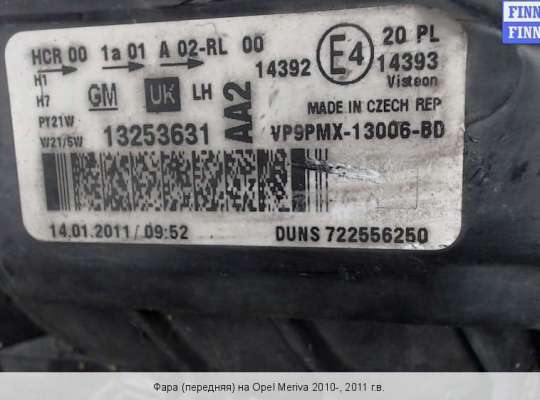 FINN
FINN
HCR 00 1a 01 A 02-RL 00
20 PL
E4
14392
14393
Visteon
H1
H7
PY21W
W21/5W
GM UK LH
AA2
MADE IN CZECH REP
13253631
VP9PMX-13006-BD
14.01.2011/ 09:52
DUNS 722556250
Фара (передняя) на Opel Meriva 2010-, 2011 г.в.